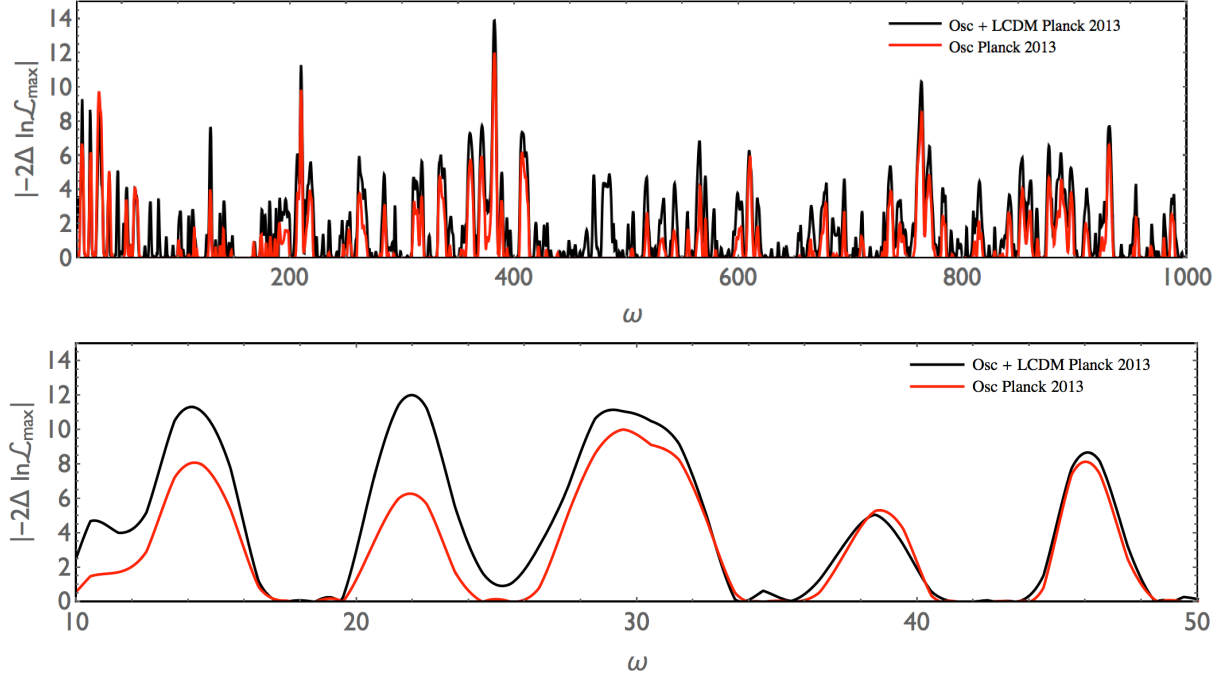 14
12
10
8
6
4
2
0
|-2Δ lnℒmax|
Osc + LCDM Planck 2013
Osc Planck 2013
200 400 600 800 1000
ω
14
12
10
8
6
4
2
0
|-2Δ lnℒmax|
Osc + LCDM Planck 2013
Osc Planck 2013
10 20 30 40 50
ω